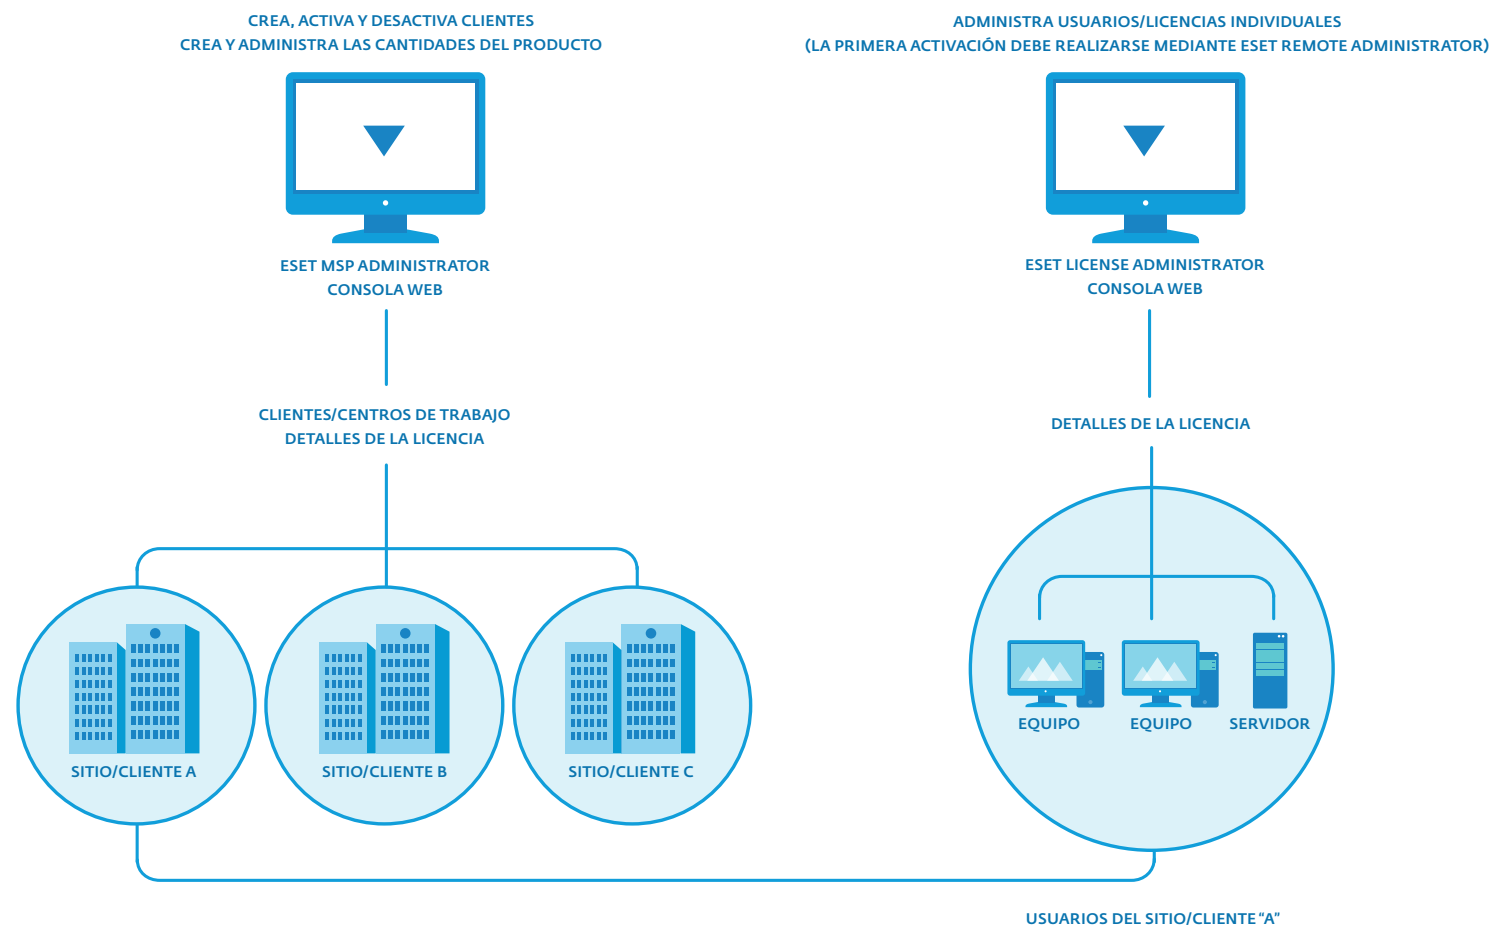 CREA, ACTIVA Y DESACTIVA CLIENTES
CREA Y ADMINISTRA LAS CANTIDADES DEL PRODUCTO
ESET MSP ADMINISTRATOR
CONSOLA WEB
CLIENTES/CENTROS DE TRABAJO
DETALLES DE LA LICENCIA
SITIO/CLIENTE A
SITIO/CLIENTE B
SITIO/CLIENTE C
ADMINISTRA USUARIOS/LICENCIAS INDIVIDUALES
(LA PRIMERA ACTIVACIÓN DEBE REALIZARSE MEDIANTE ESET REMOTE ADMINISTRATOR)
ESET LICENSE ADMINISTRATOR
CONSOLA WEB
DETALLES DE LA LICENCIA
EQUIPO
EQUIPO
SERVIDOR
USUARIOS DEL SITIO/CLIENTE “A”